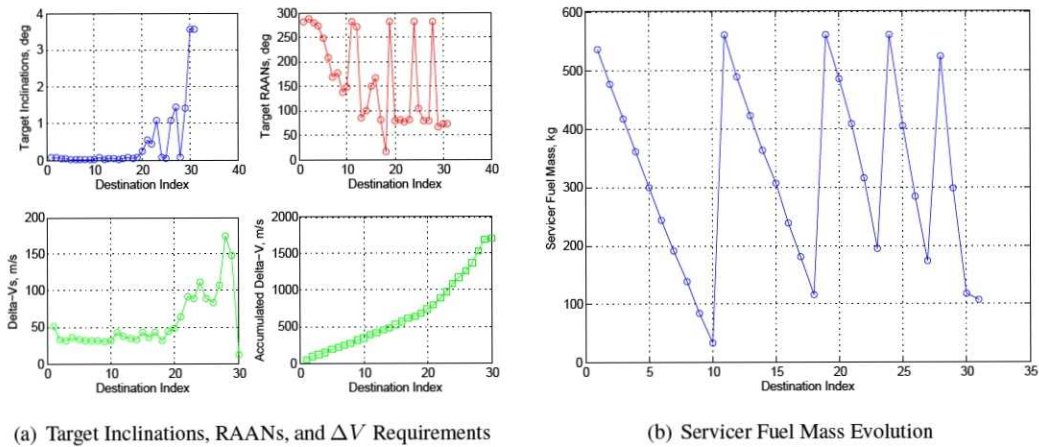 Target Inclinations, deg
4
3
2
1
0
0 10 20 30 40
Destination Index
Target RAANs, deg
300
250
200
150
100
50
0
0 10 20 30 40
Destination Index
Delta-Vs, m/s
200
150
100
50
0
0 10 20 30
Destination Index
Accumulated Delta-V, m/s
2000
1500
1000
500
0
0 10 20 30
Destination Index
(a) Target Inclinations, RAANs, and ΔV Requirements
Servicer Fuel Mass, kg
600
500
400
300
200
100
0
0 5 10 15 20 25 30 35
Destination Index
(b) Servicer Fuel Mass Evolution